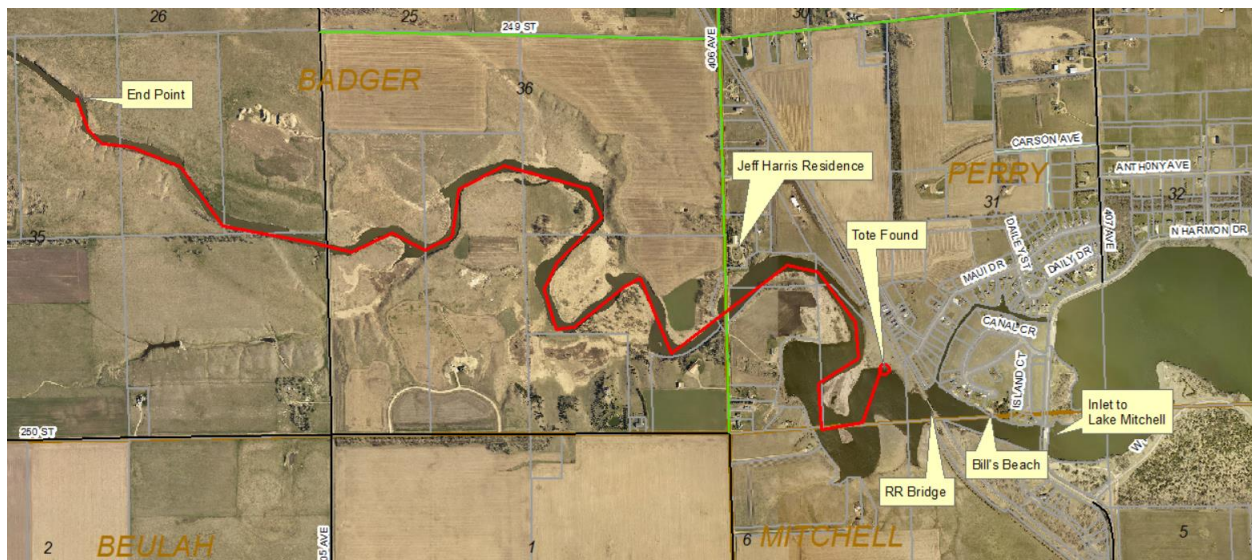 26
25
249 ST
30
406 AVE
BADGER
36
End Point
CARSON AVE
Jeff Harris Residence
PERRY
ANTHONY AVE
31
32
407 AVE
N HARMON DR
DAILEY ST
DAILY DR
MAUI DR
Tote Found
35
CANAL CR
ISLAND CT
Inlet to
Lake Mitchell
250 ST
Bill's Beach
RR Bridge
2
BEULAH
05 AVE
1
6
MITCHELL
5